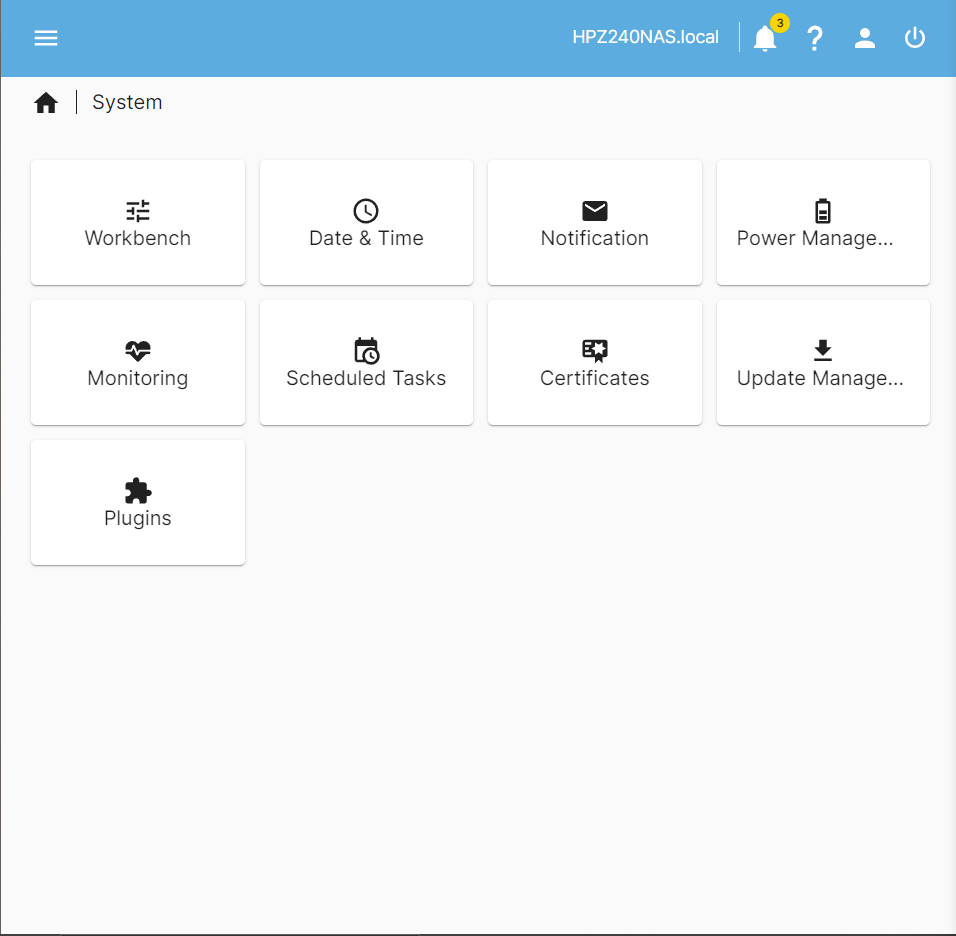 HPZ240NAS.local
3
System
Workbench
Date & Time
Notification
Power Manage...
Monitoring
Scheduled Tasks
Certificates
Update Manage...
Plugins